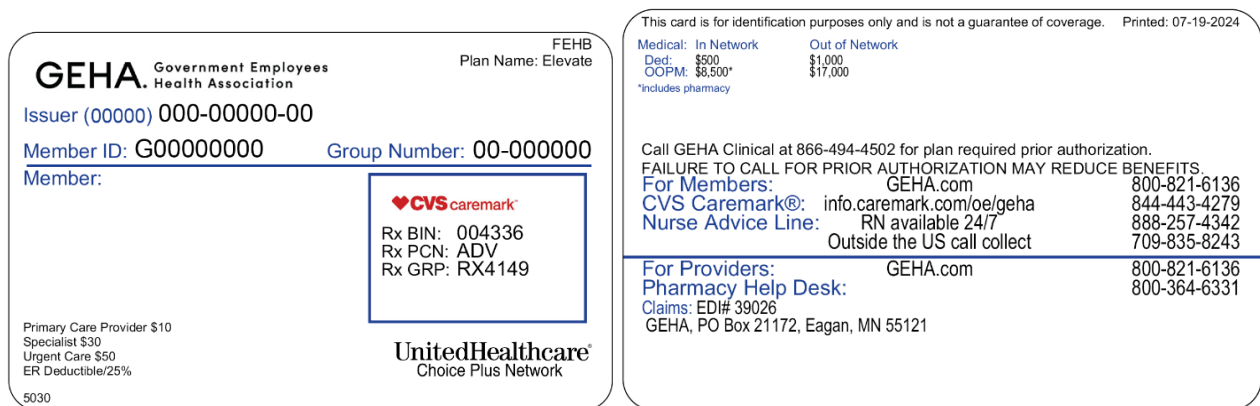 FEHB
Plan Name: Elevate
GEHA. Government Employees
Health Association
Issuer (00000) 000-00000-00
Member ID: G00000000 Group Number: 00-000000
Member:
CVS caremark™
Rx BIN: 004336
Rx PCN: ADV
Rx GRP: RX4149
Primary Care Provider $10
Specialist $30
Urgent Care $50
ER Deductible/25%
UnitedHealthcare®
Choice Plus Network
5030
This card is for identification purposes only and is not a guarantee of coverage. Printed: 07-19-2024
Medical: In Network Out of Network
Ded: $500 $1,000
OOPM: $8,500* $17,000
*includes pharmacy
Call GEHA Clinical at 866-494-4502 for plan required prior authorization.
FAILURE TO CALL FOR PRIOR AUTHORIZATION MAY REDUCE BENEFITS.
For Members: GEHA.com 800-821-6136
CVS Caremark®: info.caremark.com/oe/geha 844-443-4279
Nurse Advice Line: RN available 24/7 888-257-4342
Outside the US call collect 709-835-8243
For Providers: GEHA.com 800-821-6136
Pharmacy Help Desk: 800-364-6331
Claims: EDI# 39026
GEHA, PO Box 21172, Eagan, MN 55121